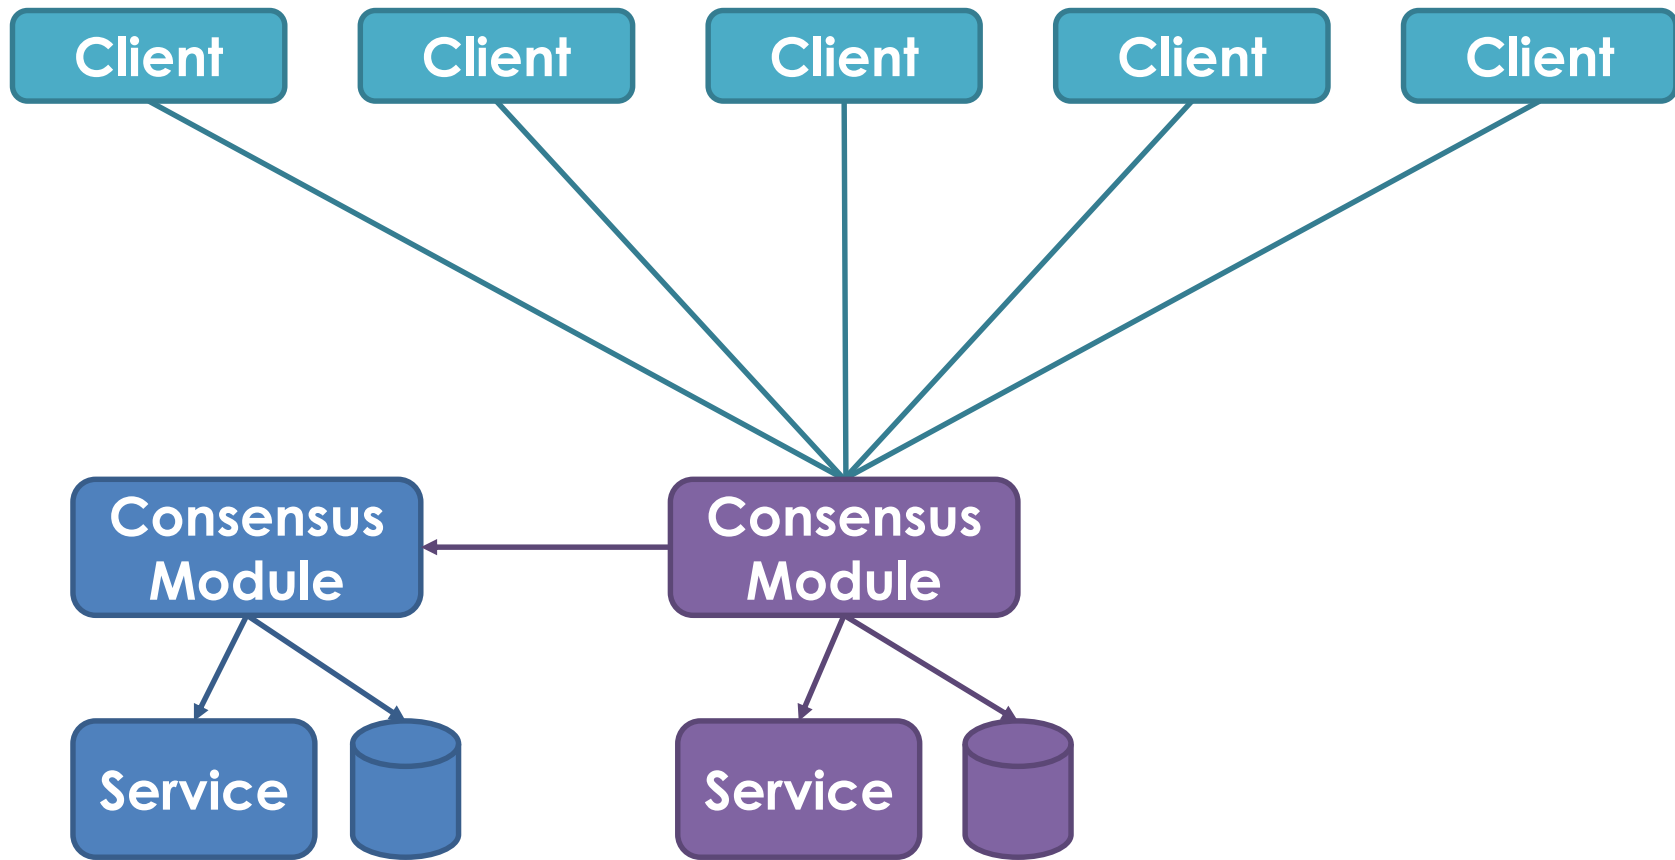 Client
Client
Client
Client
Client
Consensus
Module
Consensus
Module
Service
Service